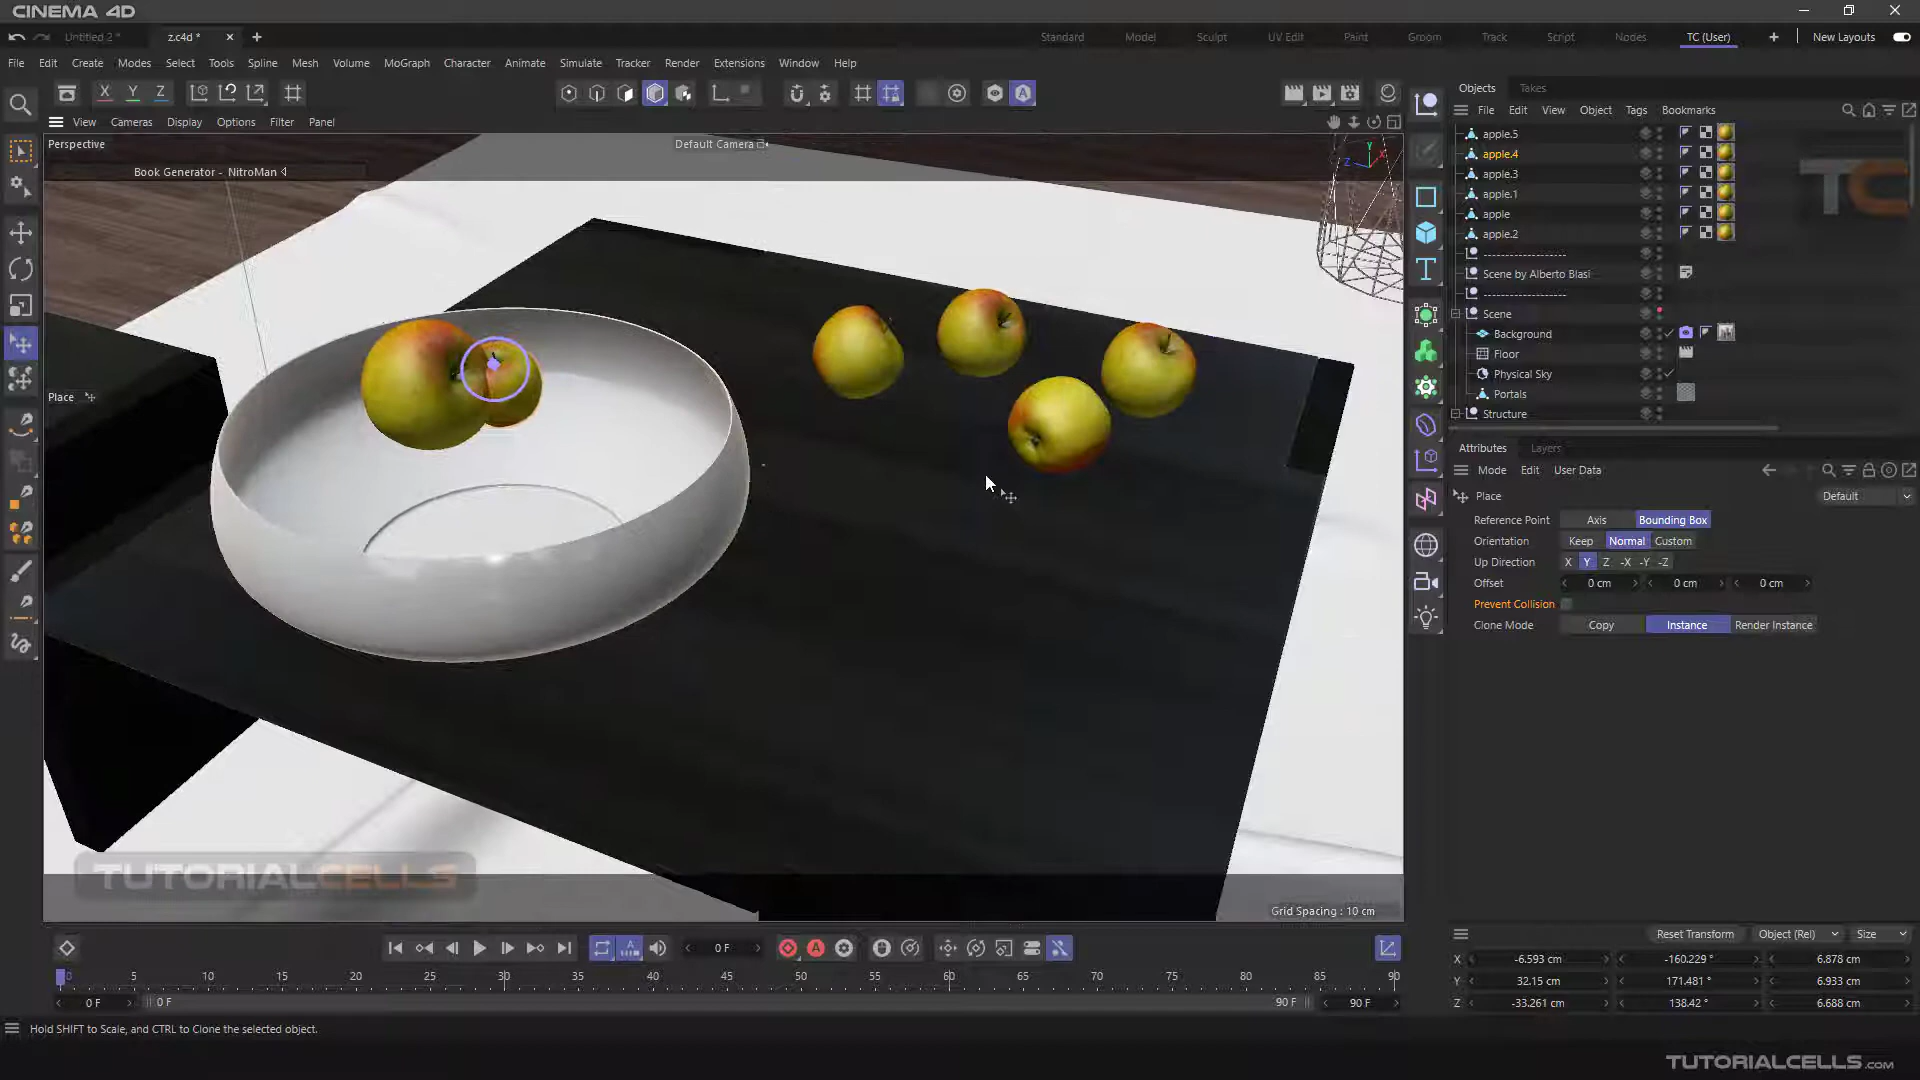 CINEMA 4D
Untitled 2 *
z.c4d *
Standard
Model
Sculpt
UV Edit
Paint
Groom
Track
Script
Nodes
TC (User)
New Layouts
File
Edit
Create
Modes
Select
Tools
Spline
Mesh
Volume
MoGraph
Character
Animate
Simulate
Tracker
Render
Extensions
Window
Help
X
Y
Z
View
Cameras
Display
Options
Filter
Panel
Perspective
Default Camera
Book Generator - NitroMan
Place
Y
X
Z
Objects
Takes
File
Edit
View
Object
Tags
Bookmarks
apple.5
apple.4
apple.3
apple.1
apple
apple.2
--------------------
Scene by Alberto Blasi
--------------------
Scene
Background
Floor
Physical Sky
Portals
Structure
TC
Attributes
Layers
Mode
Edit
User Data
Place
Default
Reference Point
Axis
Bounding Box
Orientation
Keep
Normal
Custom
Up Direction
X
Y
Z
-X
-Y
-Z
Offset
0 cm
0 cm
0 cm
Prevent Collision
Clone Mode
Copy
Instance
Render Instance
TUTORIALCELLS
Grid Spacing : 10 cm
0 F
0
5
10
15
20
25
30
35
40
45
50
55
60
65
70
75
80
85
90
0 F
0 F
90 F
90 F
Reset Transform
Object (Rel)
Size
X
-6.593 cm
-160.229 °
6.878 cm
Y
32.15 cm
171.481 °
6.933 cm
Z
-33.261 cm
138.42 °
6.688 cm
Hold SHIFT to Scale, and CTRL to Clone the selected object.
TUTORIALCELLS.COM